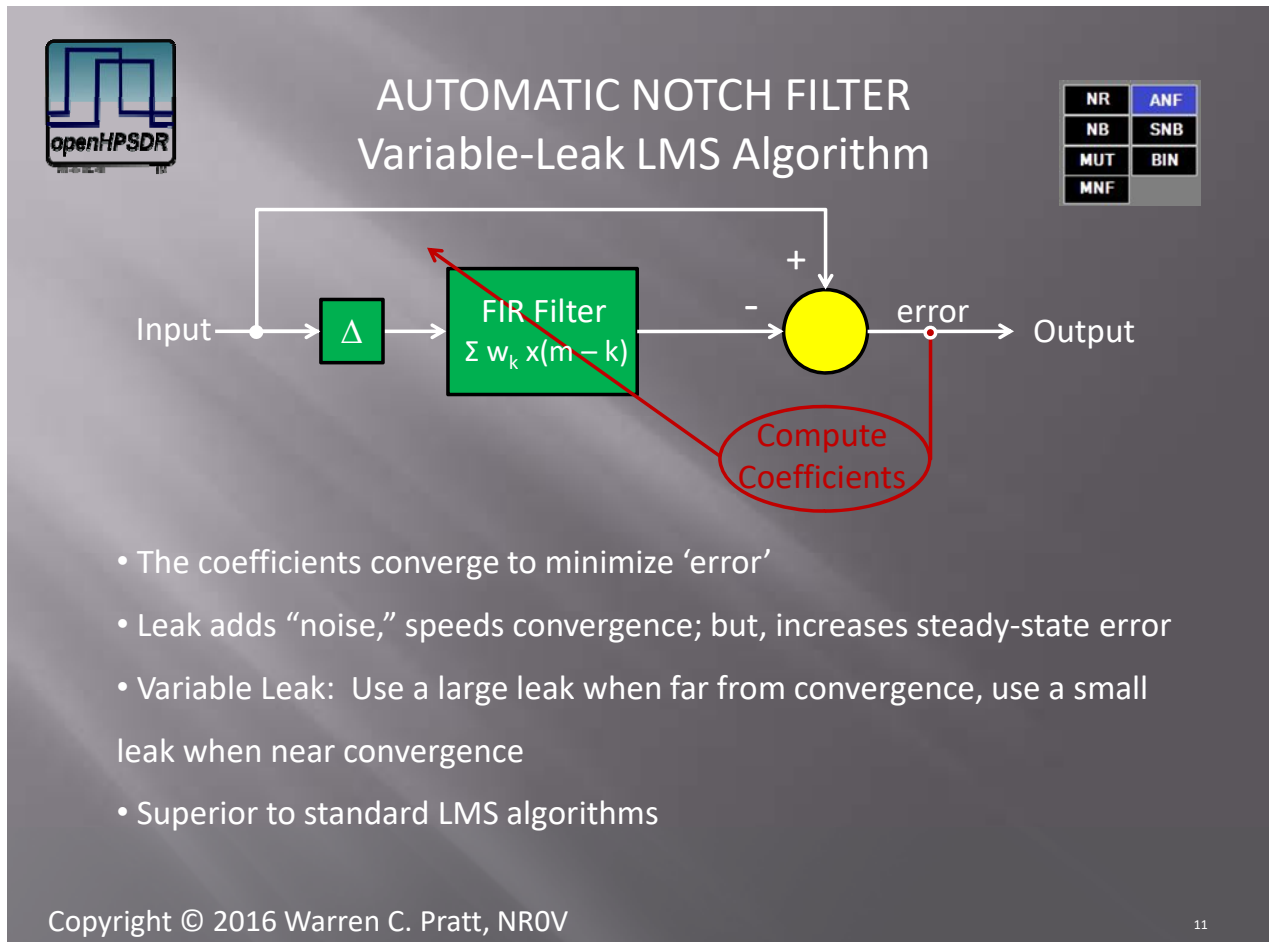 openHPSDR
AUTOMATIC NOTCH FILTER
Variable-Leak LMS Algorithm
NR ANF
NB SNB
MUT BIN
MNF
+
Input
Δ
FIR Filter
Σ wₖ x(m – k)
-
error
Output
Compute
Coefficients
• The coefficients converge to minimize ‘error’
• Leak adds “noise,” speeds convergence; but, increases steady-state error
• Variable Leak: Use a large leak when far from convergence, use a small
leak when near convergence
• Superior to standard LMS algorithms
Copyright © 2016 Warren C. Pratt, NR0V
11